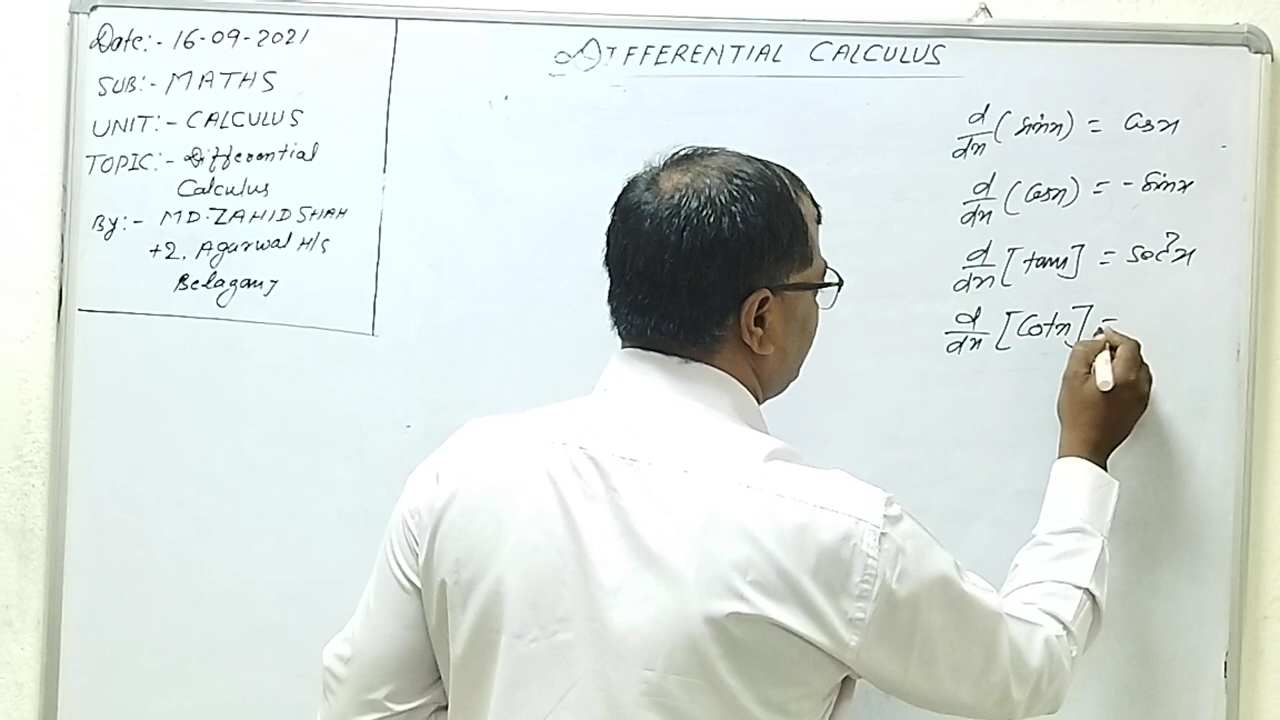 Date:- 16-09-2021
SUB:- MATHS
UNIT:- CALCULUS
TOPIC:- Differential
Calculus
By:- MD. ZAHID SHAH
+2. Agarwal H/S
Belaganj
DIFFERENTIAL CALCULUS
d/dx (sinx) = Cosx
d/dx (Cosx) = - Sinx
d/dx [tanx] = Sec²x
d/dx [Cotx] =